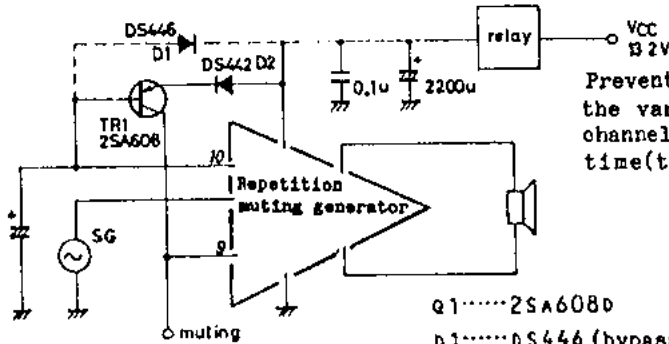 DS446
D1
DS442 D2
TR1
2SA608
0.1u
2200u
relay
VCC
13.2V
Prevent
the var
channel
time(t
10
Repetition
muting generator
9
SG
muting
Q1······2SA608D
D1······DS446 (bypas